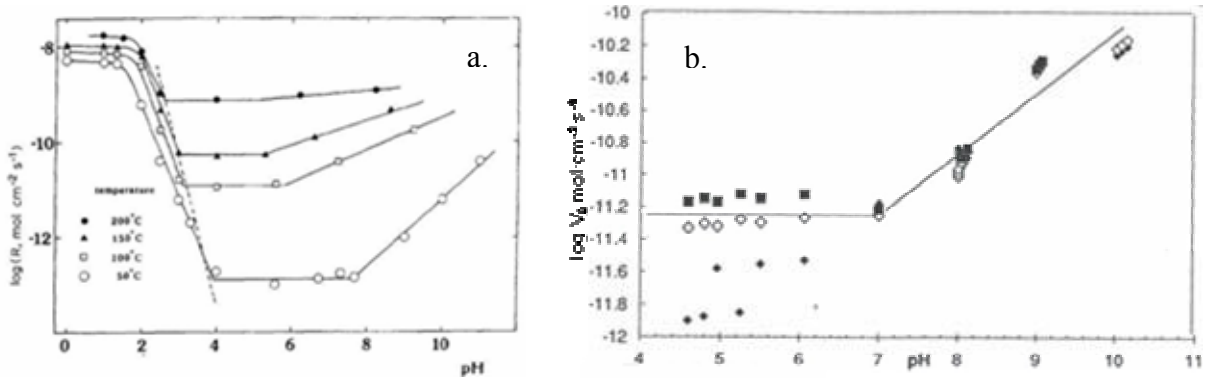 a.
-8
-10
-12
log(R, mol cm⁻² s⁻¹)
temperature
200°C
150°C
100°C
50°C
0 2 4 6 8 10
pH
b.
-10
-10.2
-10.4
-10.6
-10.8
-11
-11.2
-11.4
-11.6
-11.8
-12
4 5 6 7 8 9 10 11
pH